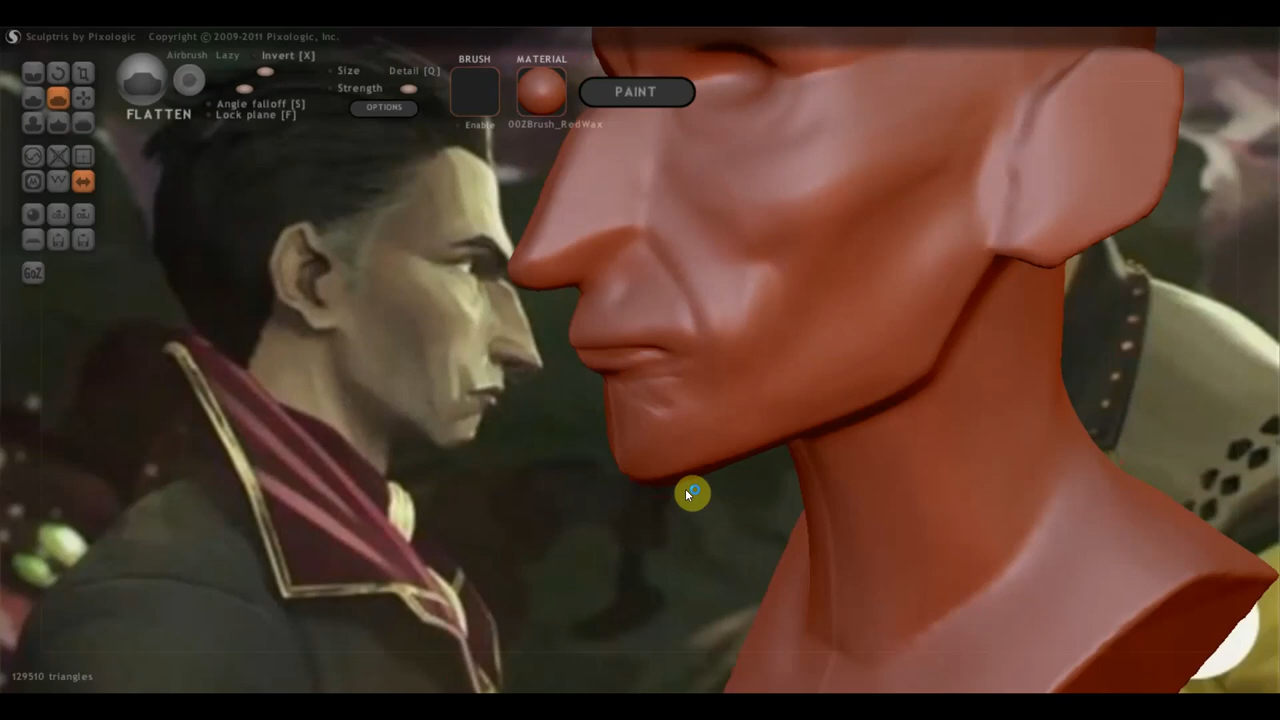 Sculptris by Pixologic Copyright © 2009-2011 Pixologic, Inc.
Airbrush Lazy Invert [X]
BRUSH MATERIAL
Size Detail [Q]
Strength
PAINT
Angle falloff [S]
OPTIONS
FLATTEN
Lock plane [F]
Enable 00ZBrush_RedWax
GoZ
129510 triangles